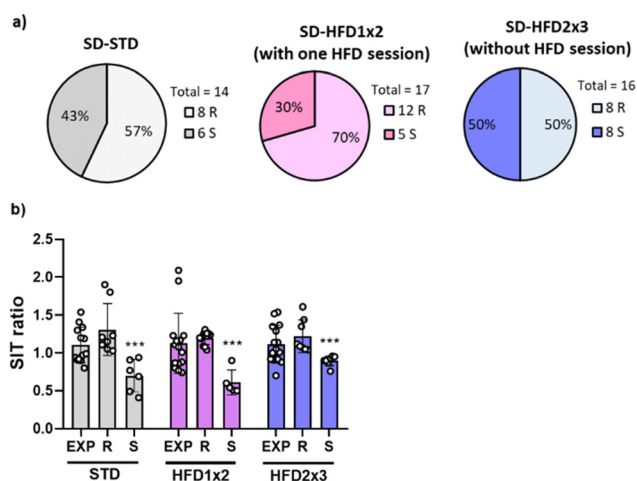 a)
SD-STD
43%
57%
Total = 14
8 R
6 S
SD-HFD1x2
(with one HFD session)
30%
70%
Total = 17
12 R
5 S
SD-HFD2x3
(without HFD session)
50%
50%
Total = 16
8 R
8 S
b)
SIT ratio
2.5
2.0
1.5
1.0
0.5
0.0
***
***
***
EXP R S EXP R S EXP R S
STD HFD1x2 HFD2x3